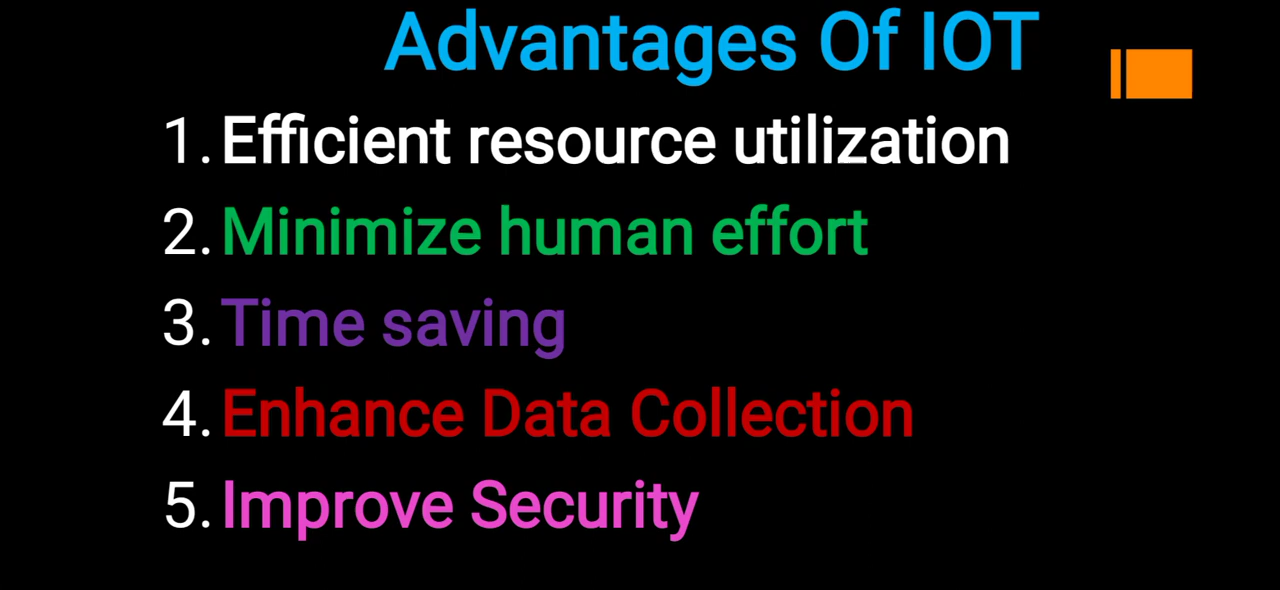 Advantages Of IOT
1. Efficient resource utilization
2. Minimize human effort
3. Time saving
4. Enhance Data Collection
5. Improve Security